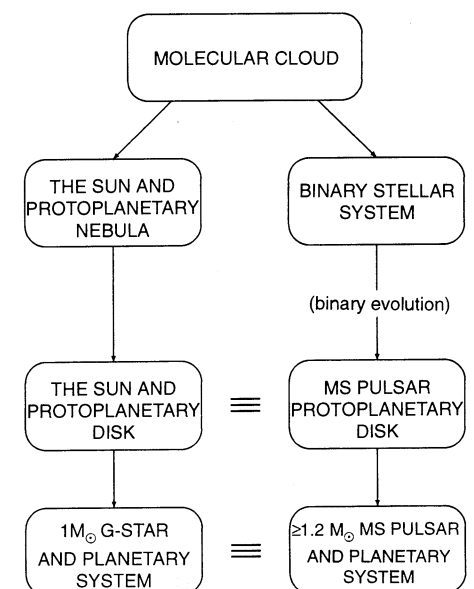 MOLECULAR CLOUD
THE SUN AND
PROTOPLANETARY
NEBULA
BINARY STELLAR
SYSTEM
(binary evolution)
THE SUN AND
PROTOPLANETARY
DISK
≡
MS PULSAR
PROTOPLANETARY
DISK
1M☉ G-STAR
AND PLANETARY
SYSTEM
≡
≥1.2 M☉ MS PULSAR
AND PLANETARY
SYSTEM